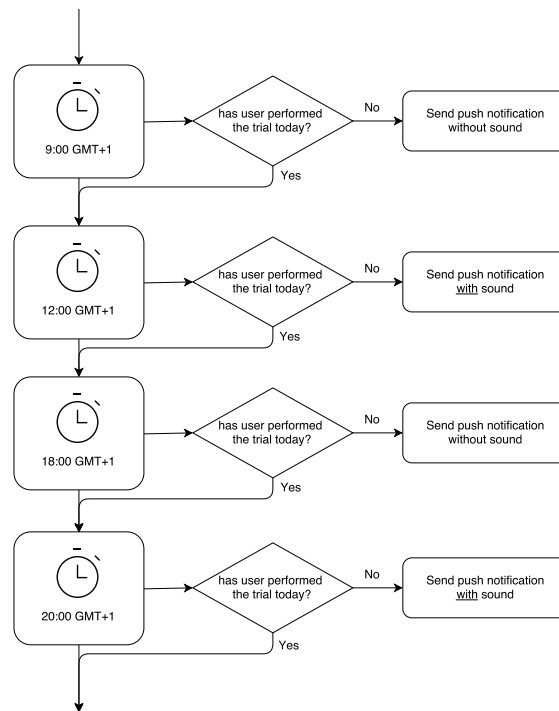 9:00 GMT+1
has user performed
the trial today?
No
Send push notification
without sound
Yes
12:00 GMT+1
has user performed
the trial today?
No
Send push notification
with sound
Yes
18:00 GMT+1
has user performed
the trial today?
No
Send push notification
without sound
Yes
20:00 GMT+1
has user performed
the trial today?
No
Send push notification
with sound
Yes